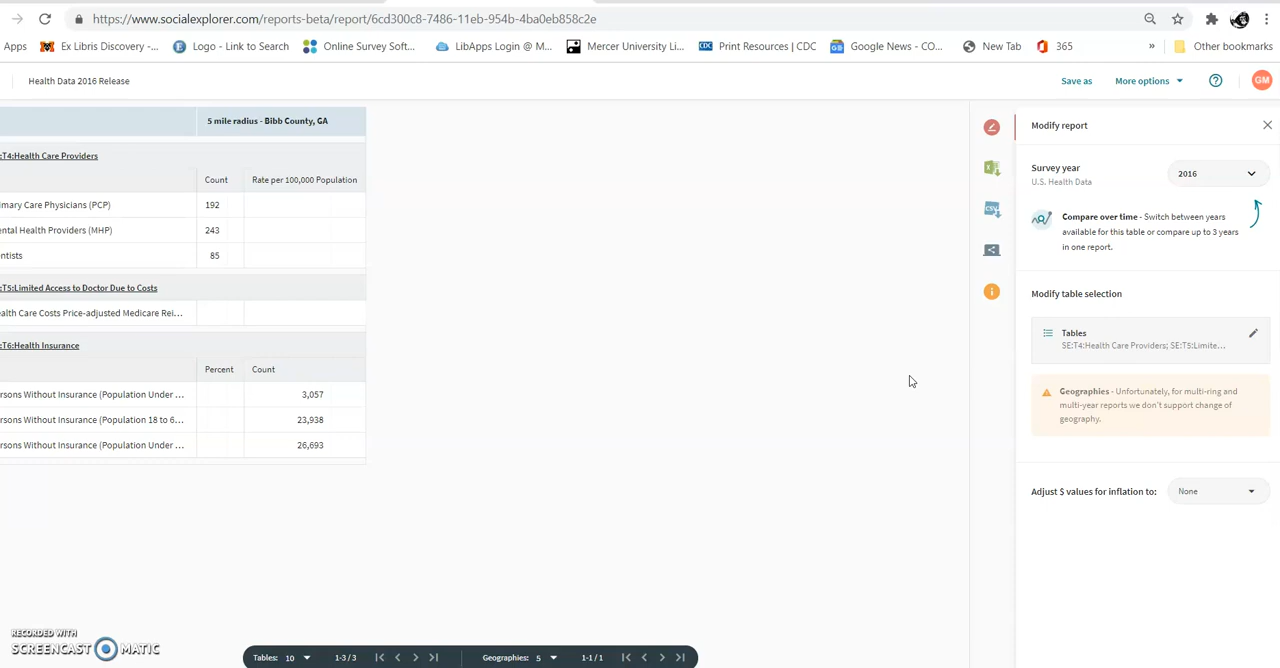 https://www.socialexplorer.com/reports-beta/report/6cd300c8-7486-11eb-954b-4ba0eb858c2e
Apps Ex Libris Discovery -... Logo - Link to Search Online Survey Soft... LibApps Login @ M... Mercer University Li... CDC Print Resources | CDC Google News - CO... New Tab 365 » Other bookmarks
Health Data 2016 Release Save as More options ? GM
5 mile radius - Bibb County, GA
:T4:Health Care Providers
Count Rate per 100,000 Population
imary Care Physicians (PCP) 192
ental Health Providers (MHP) 243
entists 85
:T5:Limited Access to Doctor Due to Costs
ealth Care Costs Price-adjusted Medicare Rei...
E:T6:Health Insurance
Percent Count
rsons Without Insurance (Population Under ... 3,057
rsons Without Insurance (Population 18 to 6... 23,938
rsons Without Insurance (Population Under ... 26,693
Modify report
Survey year
U.S. Health Data
2016
Compare over time - Switch between years
available for this table or compare up to 3 years
in one report.
Modify table selection
Tables
SE:T4:Health Care Providers; SE:T5:Limite...
Geographies - Unfortunately, for multi-ring and
multi-year reports we don't support change of
geography.
Adjust $ values for inflation to: None
RECORDED WITH
SCREENCAST MATIC
Tables: 10 1-3 / 3 Geographies: 5 1-1 / 1